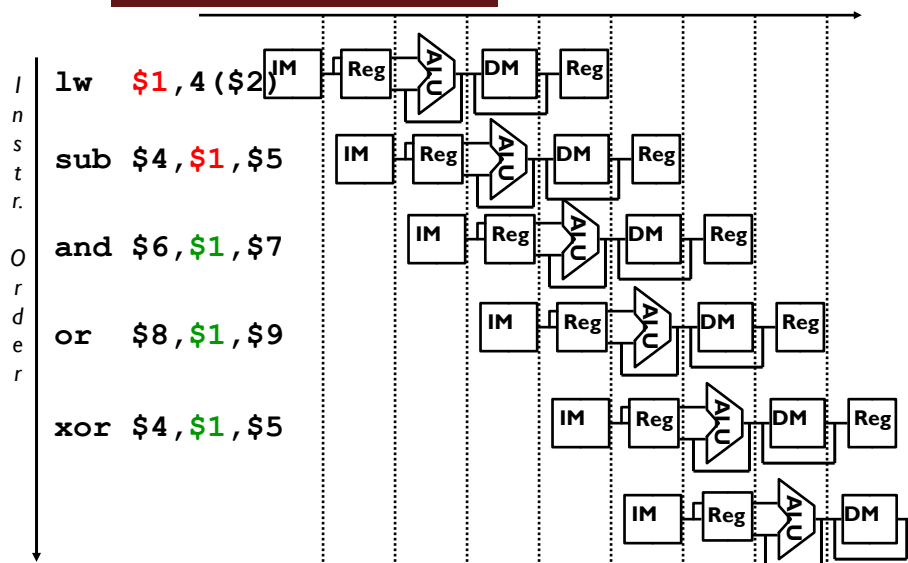 Instr. Order
lw $1,4($2)
IM Reg ALU DM Reg
sub $4,$1,$5
IM Reg ALU DM Reg
and $6,$1,$7
IM Reg ALU DM Reg
or $8,$1,$9
IM Reg ALU DM Reg
xor $4,$1,$5
IM Reg ALU DM Reg
IM Reg ALU DM